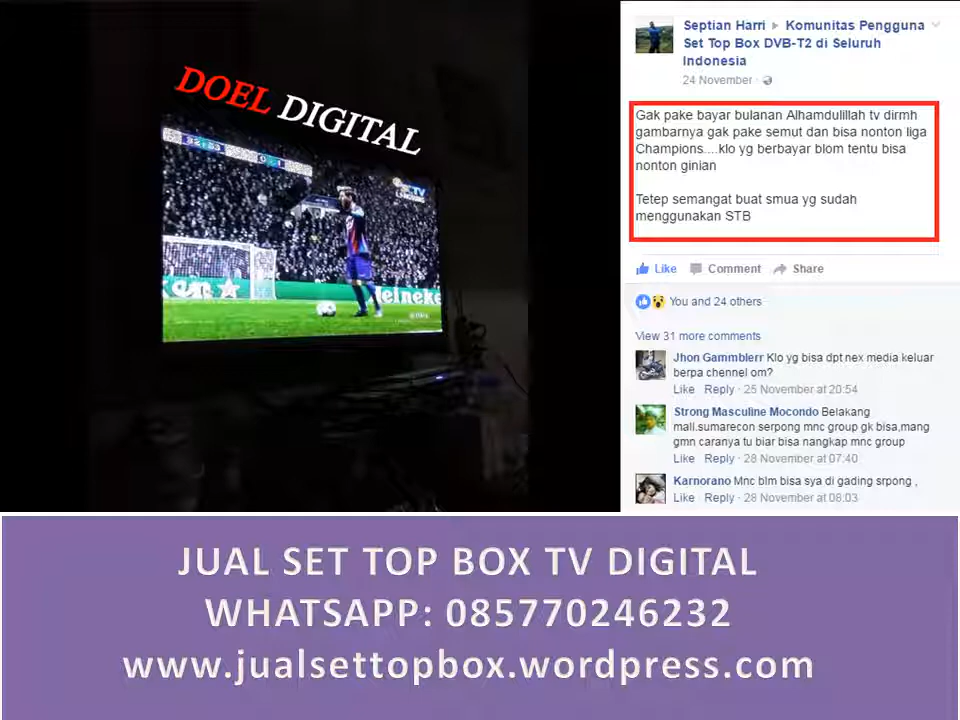 DOEL DIGITAL
TV
Heineken
Septian Harri ▸ Komunitas Pengguna
Set Top Box DVB-T2 di Seluruh
Indonesia
24 November ·
Gak pake bayar bulanan Alhamdulillah tv dirmh
gambarnya gak pake semut dan bisa nonton liga
Champions....klo yg berbayar blom tentu bisa
nonton ginian
Tetep semangat buat smua yg sudah
menggunakan STB
Like Comment Share
You and 24 others
View 31 more comments
Jhon Gammblerr Klo yg bisa dpt nex media keluar
berpa chennel om?
Like Reply · 25 November at 20:54
Strong Masculine Mocondo Belakang
mall.sumarecon serpong mnc group gk bisa,mang
gmn caranya tu biar bisa nangkap mnc group
Like Reply · 28 November at 07:40
Karnorano Mnc blm bisa sya di gading srpong ,
Like Reply · 28 November at 08:03
JUAL SET TOP BOX TV DIGITAL
WHATSAPP: 085770246232
www.jualsettopbox.wordpress.com